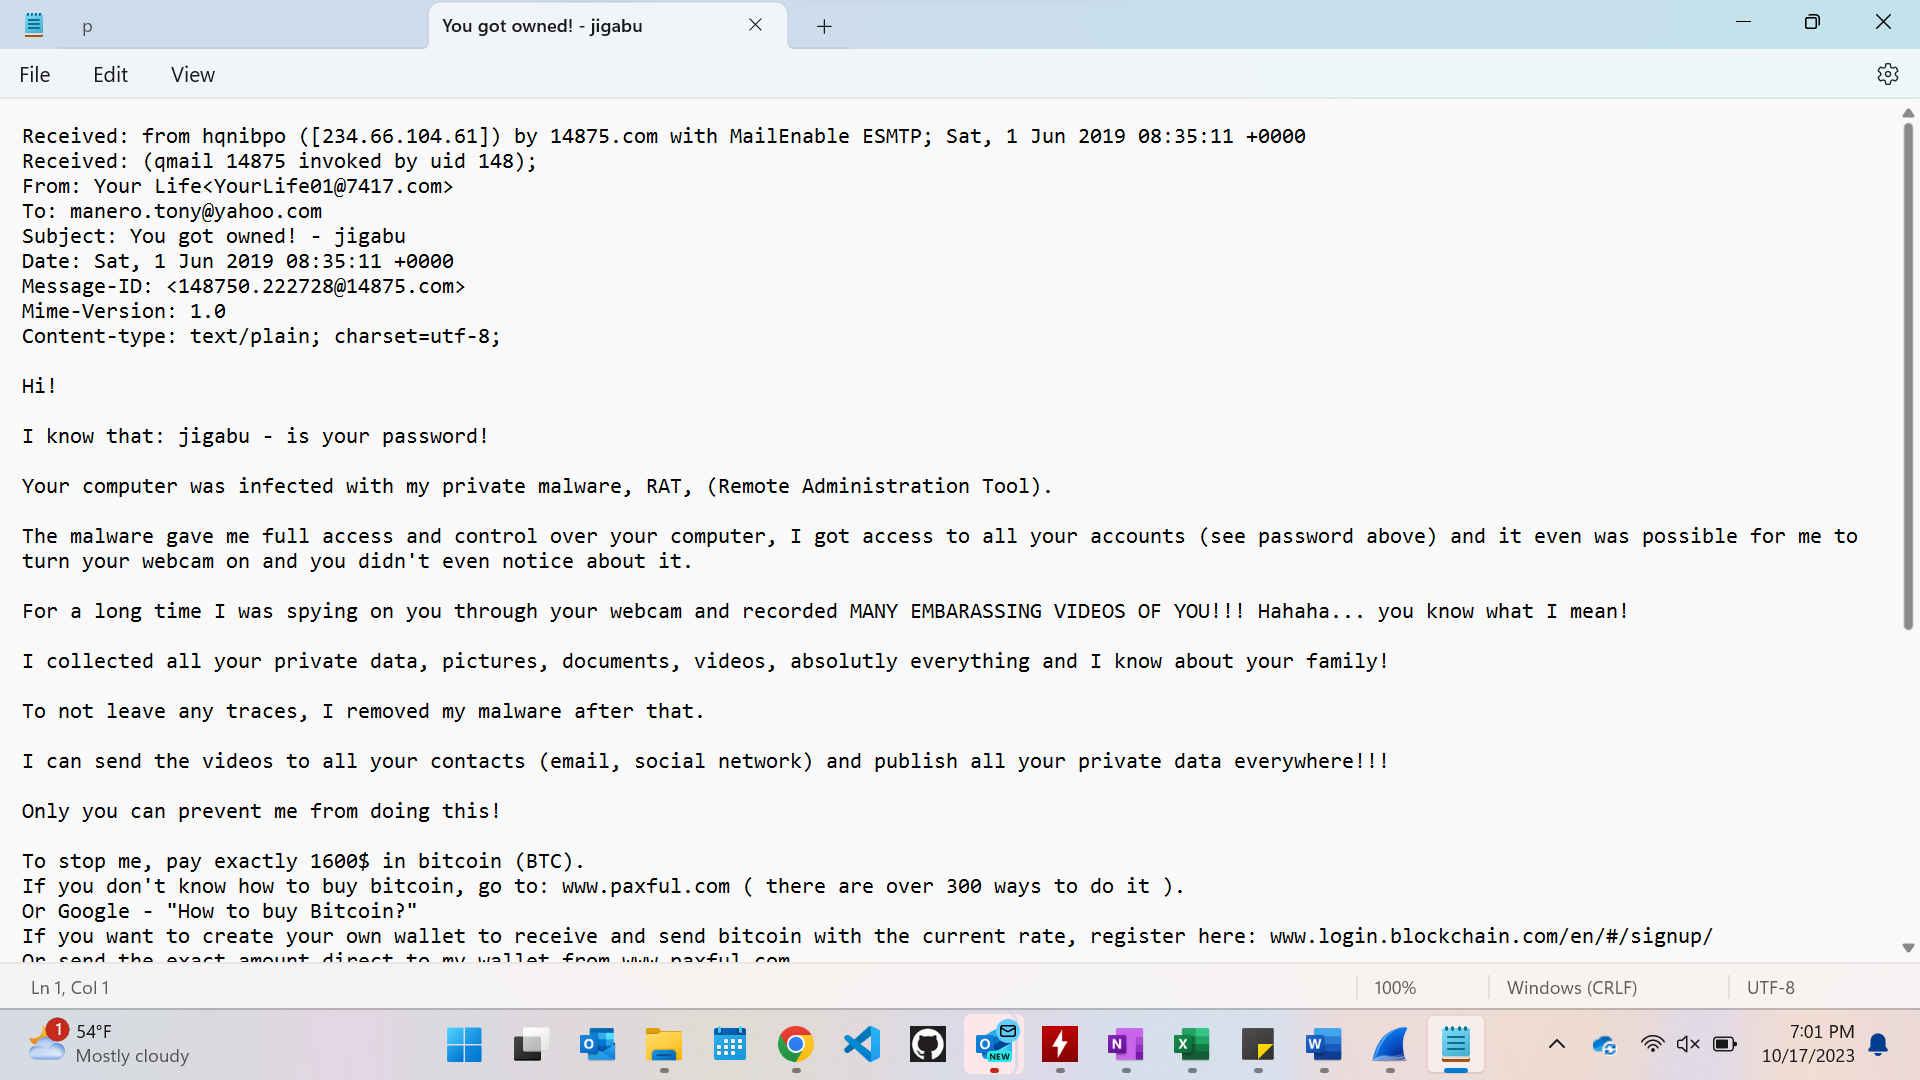 p
You got owned! - jigabu
File Edit View
Received: from hqnibpo ([234.66.104.61]) by 14875.com with MailEnable ESMTP; Sat, 1 Jun 2019 08:35:11 +0000
Received: (qmail 14875 invoked by uid 148);
From: Your Life<YourLife01@7417.com>
To: manero.tony@yahoo.com
Subject: You got owned! - jigabu
Date: Sat, 1 Jun 2019 08:35:11 +0000
Message-ID: <148750.222728@14875.com>
Mime-Version: 1.0
Content-type: text/plain; charset=utf-8;
Hi!
I know that: jigabu - is your password!
Your computer was infected with my private malware, RAT, (Remote Administration Tool).
The malware gave me full access and control over your computer, I got access to all your accounts (see password above) and it even was possible for me to
turn your webcam on and you didn't even notice about it.
For a long time I was spying on you through your webcam and recorded MANY EMBARASSING VIDEOS OF YOU!!! Hahaha... you know what I mean!
I collected all your private data, pictures, documents, videos, absolutly everything and I know about your family!
To not leave any traces, I removed my malware after that.
I can send the videos to all your contacts (email, social network) and publish all your private data everywhere!!!
Only you can prevent me from doing this!
To stop me, pay exactly 1600$ in bitcoin (BTC).
If you don't know how to buy bitcoin, go to: www.paxful.com ( there are over 300 ways to do it ).
Or Google - "How to buy Bitcoin?"
If you want to create your own wallet to receive and send bitcoin with the current rate, register here: www.login.blockchain.com/en/#/signup/
Or send the exact amount direct to my wallet from www.paxful.com
Ln 1, Col 1
100%
Windows (CRLF)
UTF-8
1
54°F
Mostly cloudy
O
O
NEW
N
X
W
7:01 PM
10/17/2023